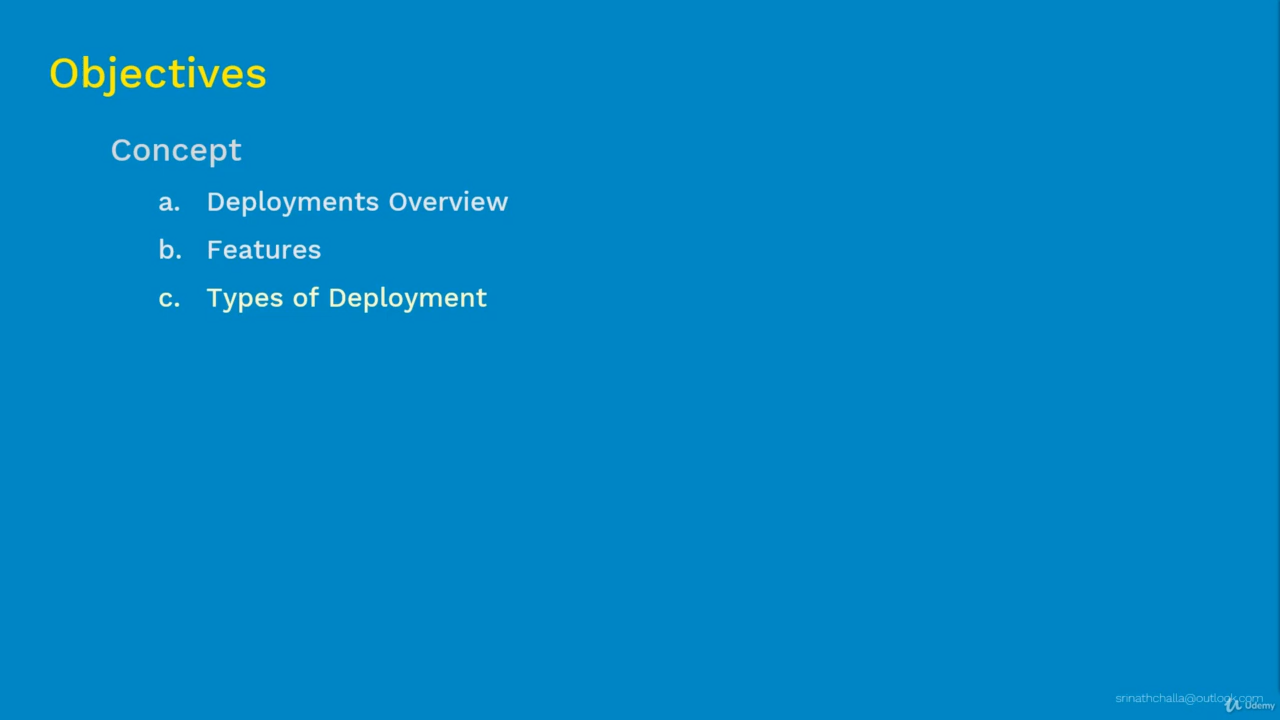 Objectives
Concept
a. Deployments Overview
b. Features
c. Types of Deployment
srinathchalla@outlook.com
Udemy